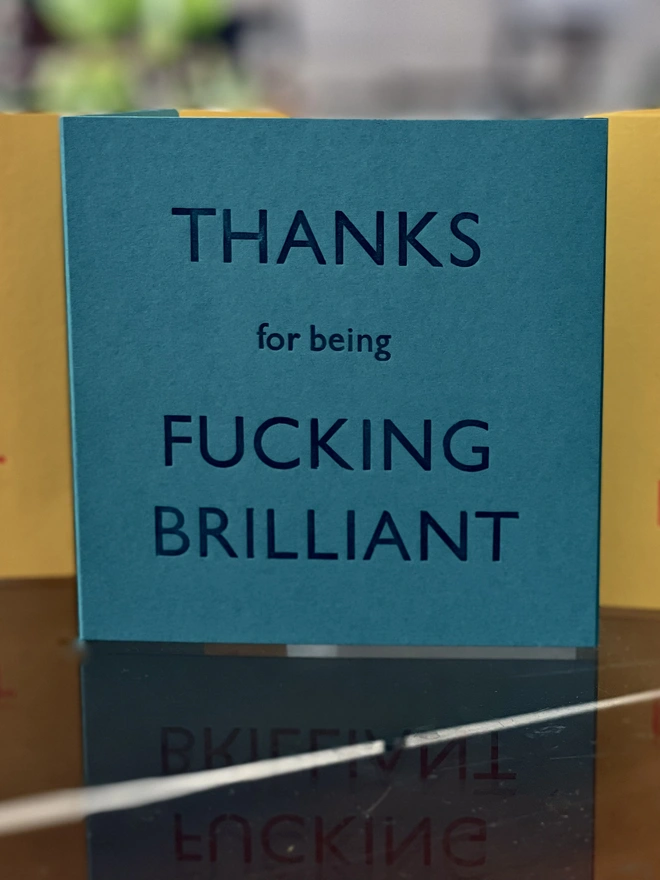 THANKS
for being
FUCKING
BRILLIANT